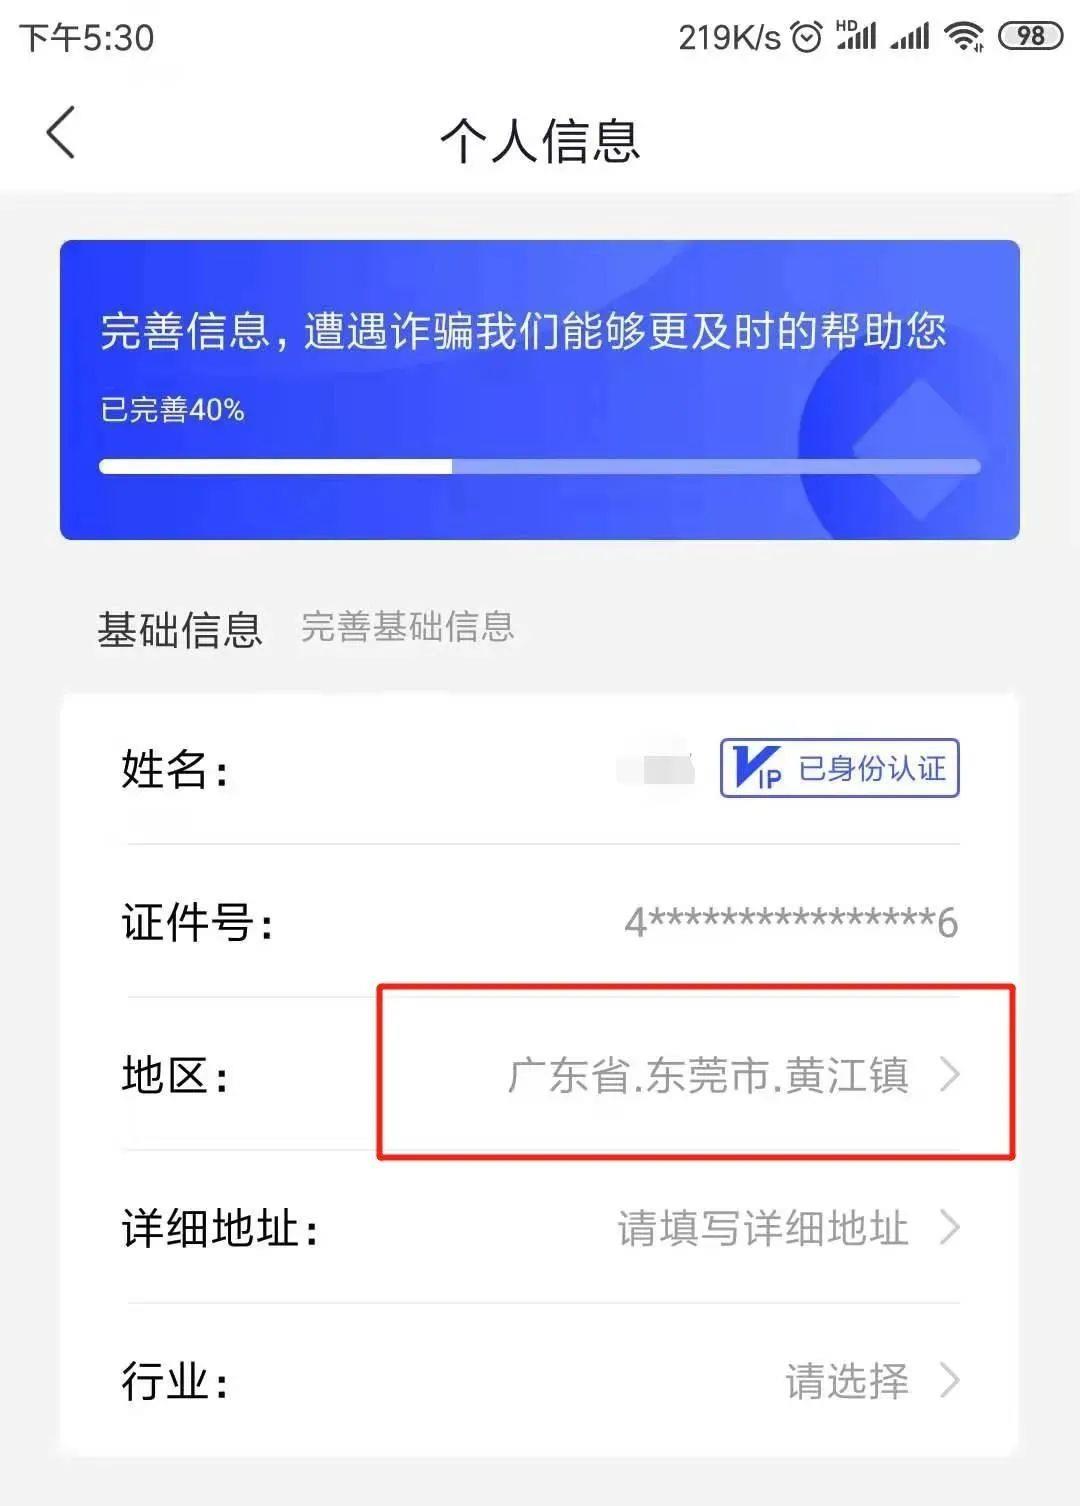 下午5:30 219K/s HD 98
个人信息
完善信息，遭遇诈骗我们能够更及时的帮助您
已完善40%
基础信息 完善基础信息
姓名： VIP 已身份认证
证件号： 4****************6
地区： 广东省.东莞市.黄江镇
详细地址： 请填写详细地址
行业： 请选择